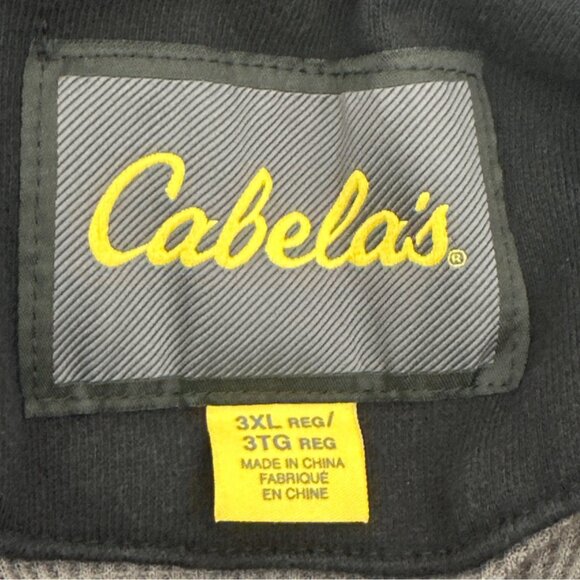 Cabela's®
3XL REG/
3TG REG
MADE IN CHINA
FABRIQUÉ
EN CHINE